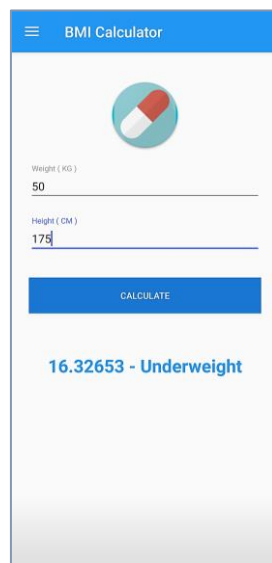 BMI Calculator
Weight ( KG )
50
Height ( CM )
175
CALCULATE
16.32653 - Underweight